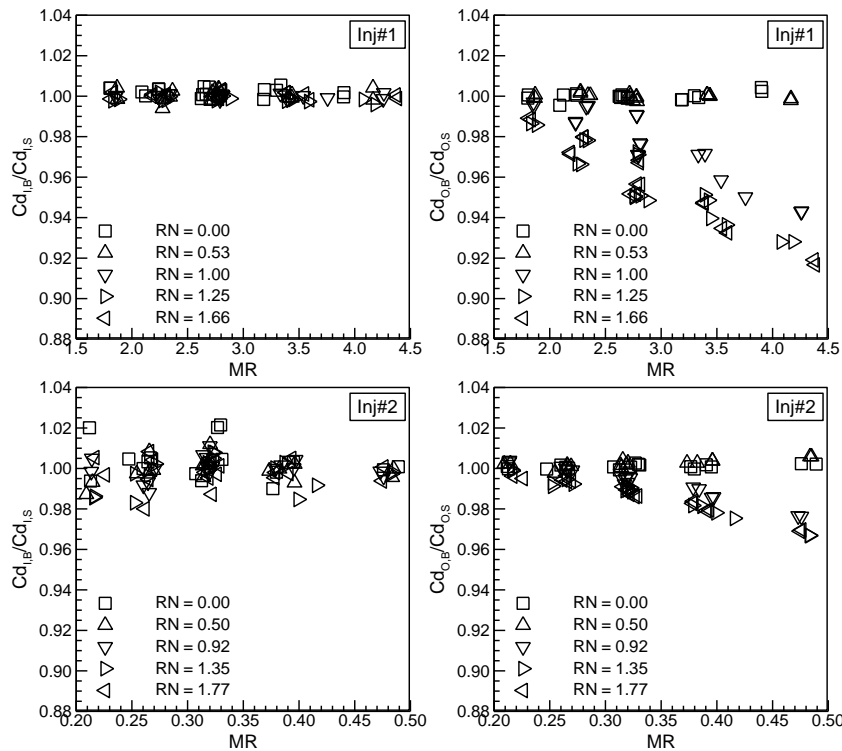 1.04
Inj#1
1.02
1.00
0.98
0.96
0.94
0.92
0.90
0.88
Cd_{I,B}/Cd_{I,S}
RN = 0.00
RN = 0.53
RN = 1.00
RN = 1.25
RN = 1.66
1.5 2.0 2.5 3.0 3.5 4.0 4.5
MR
1.04
Inj#1
1.02
1.00
0.98
0.96
0.94
0.92
0.90
0.88
Cd_{O,B}/Cd_{O,S}
RN = 0.00
RN = 0.53
RN = 1.00
RN = 1.25
RN = 1.66
1.5 2.0 2.5 3.0 3.5 4.0 4.5
MR
1.04
Inj#2
1.02
1.00
0.98
0.96
0.94
0.92
0.90
0.88
Cd_{I,B}/Cd_{I,S}
RN = 0.00
RN = 0.50
RN = 0.92
RN = 1.35
RN = 1.77
0.20 0.25 0.30 0.35 0.40 0.45 0.50
MR
1.04
Inj#2
1.02
1.00
0.98
0.96
0.94
0.92
0.90
0.88
Cd_{O,B}/Cd_{O,S}
RN = 0.00
RN = 0.50
RN = 0.92
RN = 1.35
RN = 1.77
0.20 0.25 0.30 0.35 0.40 0.45 0.50
MR